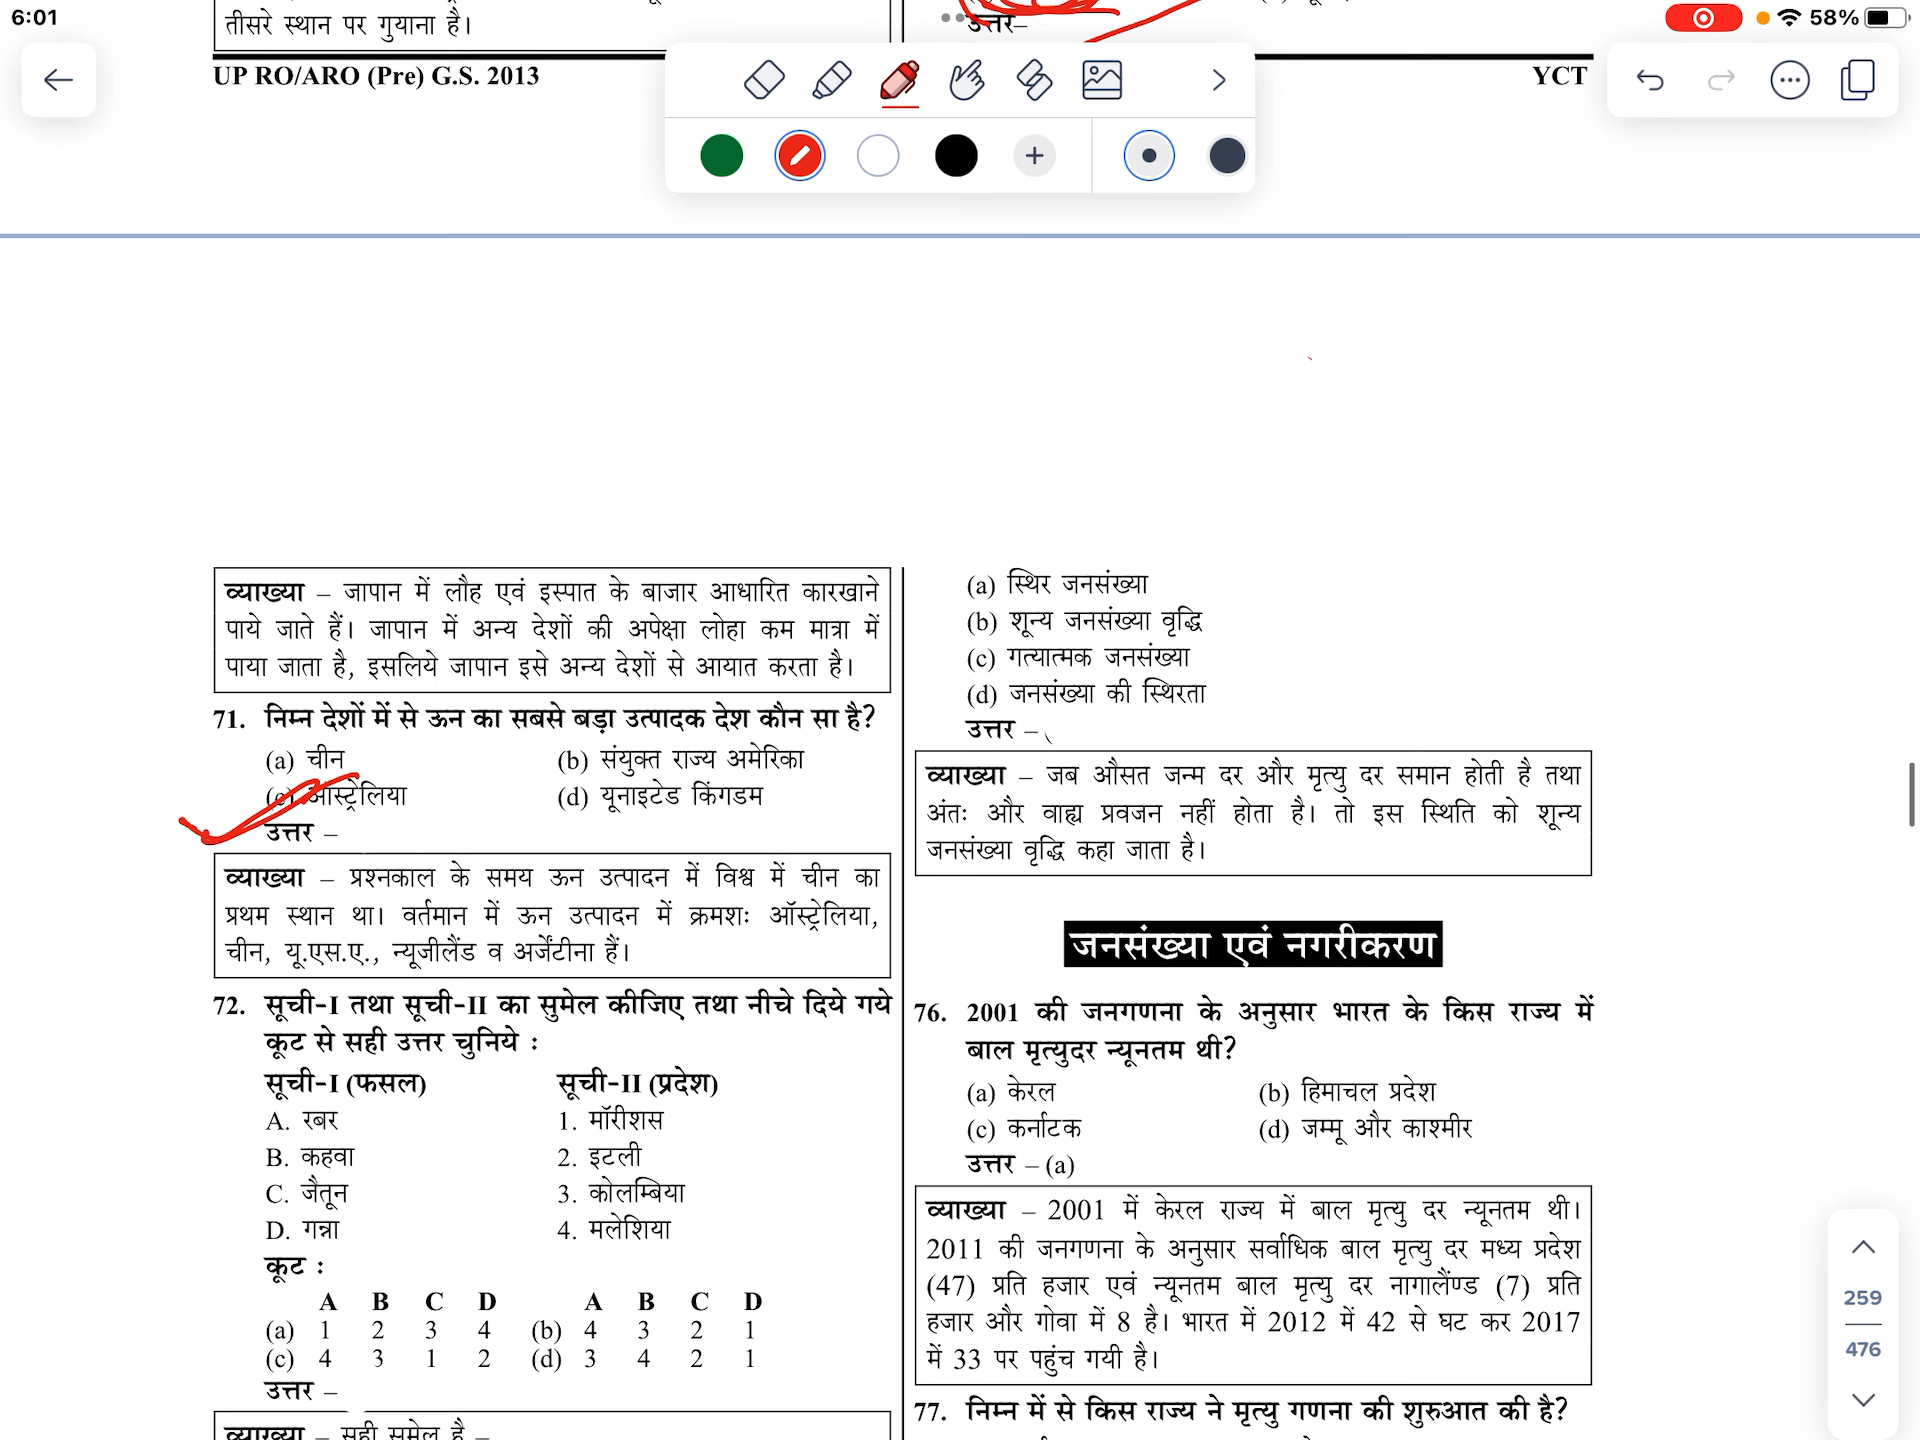 6:01
58%
तीसरे स्थान पर गुयाना है।
उत्तर–
UP RO/ARO (Pre) G.S. 2013
YCT
व्याख्या – जापान में लौह एवं इस्पात के बाजार आधारित कारखाने
पाये जाते हैं। जापान में अन्य देशों की अपेक्षा लोहा कम मात्रा में
पाया जाता है, इसलिये जापान इसे अन्य देशों से आयात करता है।
71. निम्न देशों में से ऊन का सबसे बड़ा उत्पादक देश कौन सा है?
(a) चीन (b) संयुक्त राज्य अमेरिका
(c) ऑस्ट्रेलिया (d) यूनाइटेड किंगडम
उत्तर –
व्याख्या – प्रश्नकाल के समय ऊन उत्पादन में विश्व में चीन का
प्रथम स्थान था। वर्तमान में ऊन उत्पादन में क्रमशः ऑस्ट्रेलिया,
चीन, यू.एस.ए., न्यूजीलैंड व अर्जेंटीना हैं।
72. सूची-I तथा सूची-II का सुमेल कीजिए तथा नीचे दिये गये
कूट से सही उत्तर चुनिये :
सूची-I (फसल) सूची-II (प्रदेश)
A. रबर 1. मॉरीशस
B. कहवा 2. इटली
C. जैतून 3. कोलम्बिया
D. गन्ना 4. मलेशिया
कूट :
A B C D A B C D
(a) 1 2 3 4 (b) 4 3 2 1
(c) 4 3 1 2 (d) 3 4 2 1
उत्तर –
व्याख्या – सही सुमेल है –
(a) स्थिर जनसंख्या
(b) शून्य जनसंख्या वृद्धि
(c) गत्यात्मक जनसंख्या
(d) जनसंख्या की स्थिरता
उत्तर –
व्याख्या – जब औसत जन्म दर और मृत्यु दर समान होती है तथा
अंतः और वाह्य प्रवजन नहीं होता है। तो इस स्थिति को शून्य
जनसंख्या वृद्धि कहा जाता है।
जनसंख्या एवं नगरीकरण
76. 2001 की जनगणना के अनुसार भारत के किस राज्य में
बाल मृत्युदर न्यूनतम थी?
(a) केरल (b) हिमाचल प्रदेश
(c) कर्नाटक (d) जम्मू और काश्मीर
उत्तर – (a)
व्याख्या – 2001 में केरल राज्य में बाल मृत्यु दर न्यूनतम थी।
2011 की जनगणना के अनुसार सर्वाधिक बाल मृत्यु दर मध्य प्रदेश
(47) प्रति हजार एवं न्यूनतम बाल मृत्यु दर नागालैण्ड (7) प्रति
हजार और गोवा में 8 है। भारत में 2012 में 42 से घट कर 2017
में 33 पर पहुंच गयी है।
77. निम्न में से किस राज्य ने मृत्यु गणना की शुरुआत की है?
259
476